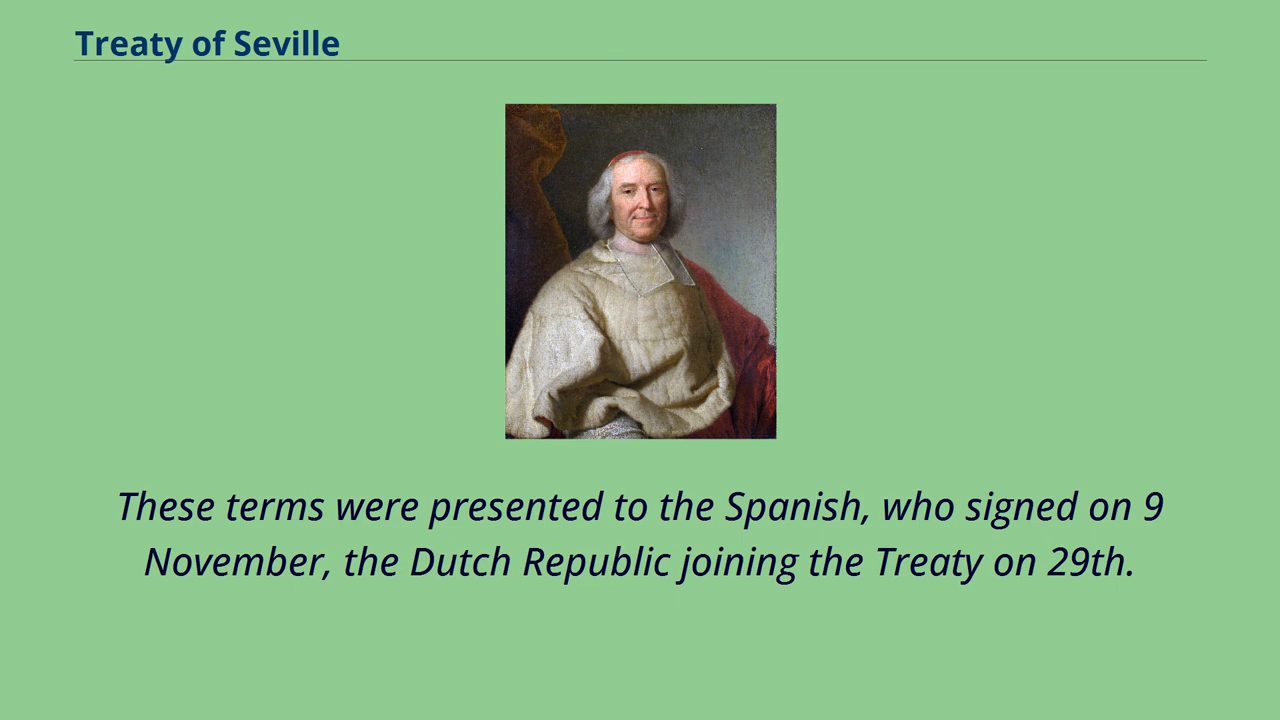 Treaty of Seville
These terms were presented to the Spanish, who signed on 9
November, the Dutch Republic joining the Treaty on 29th.